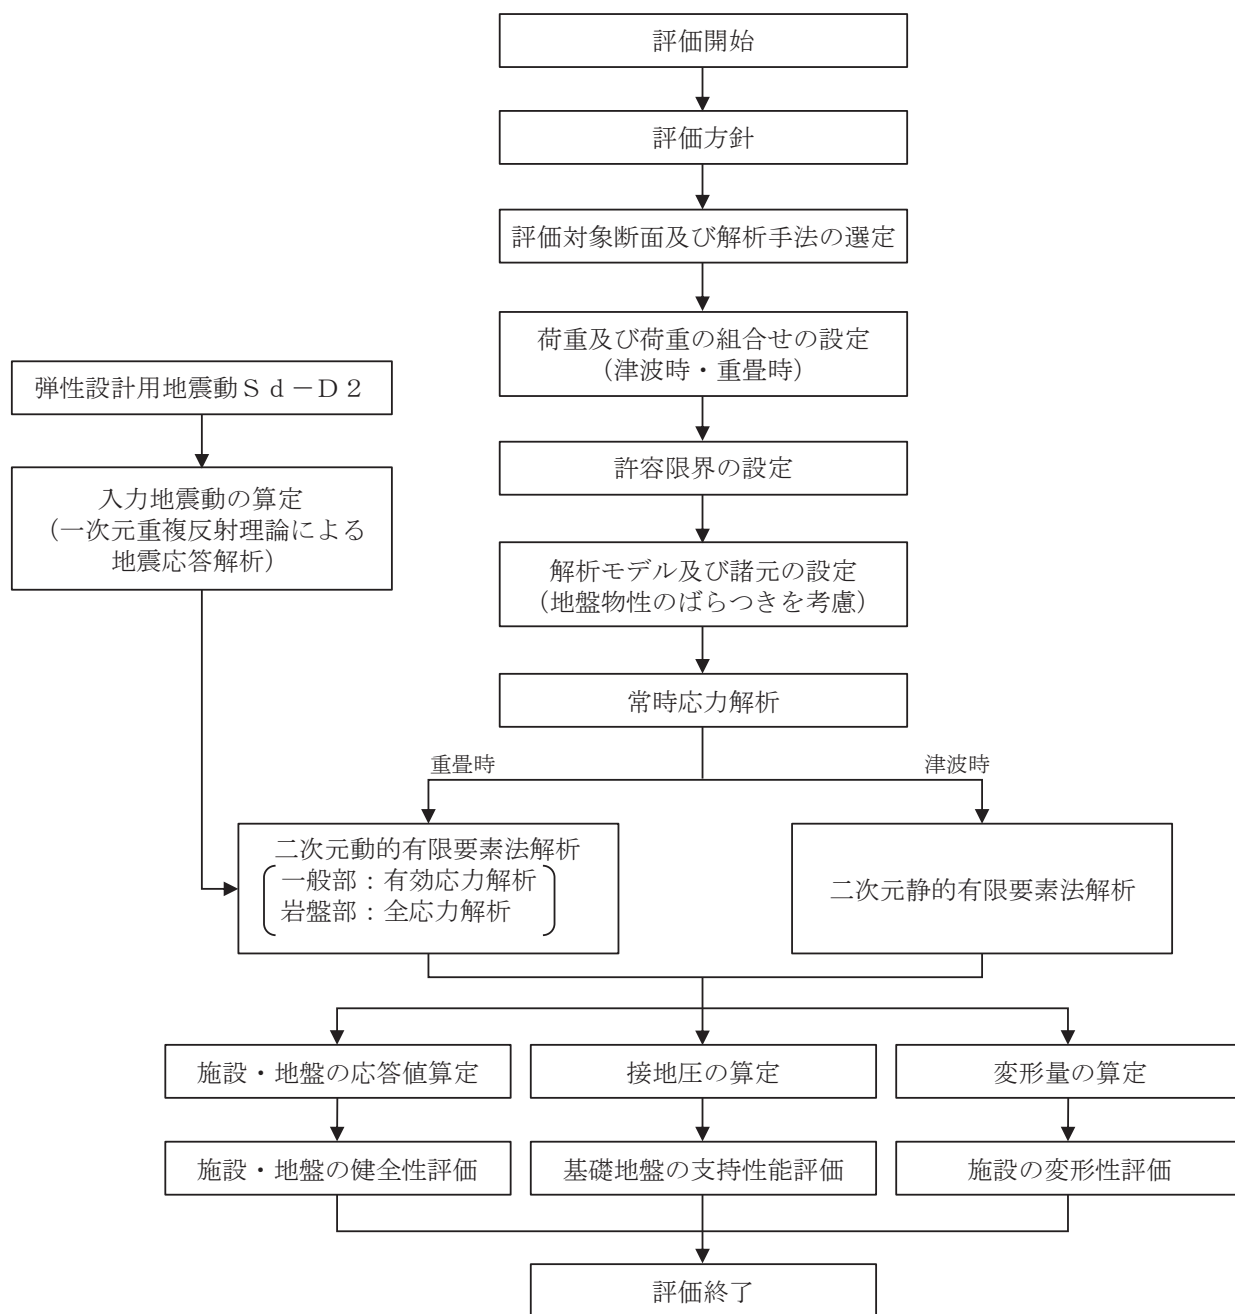 評価開始
評価方針
評価対象断面及び解析手法の選定
荷重及び荷重の組合せの設定
（津波時・重畳時）
弾性設計用地震動Ｓｄ－Ｄ２
許容限界の設定
入力地震動の算定
（一次元重複反射理論による
地震応答解析）
解析モデル及び諸元の設定
（地盤物性のばらつきを考慮）
常時応力解析
重畳時
津波時
二次元動的有限要素法解析
一般部：有効応力解析
岩盤部：全応力解析
二次元静的有限要素法解析
施設・地盤の応答値算定
接地圧の算定
変形量の算定
施設・地盤の健全性評価
基礎地盤の支持性能評価
施設の変形性評価
評価終了